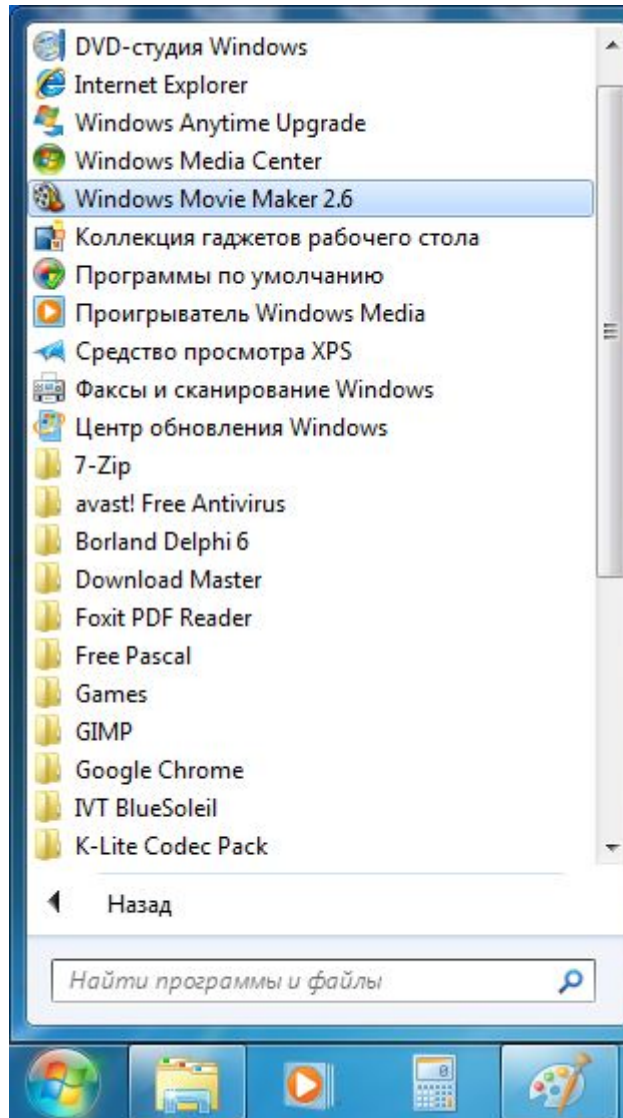 DVD-студия Windows
Internet Explorer
Windows Anytime Upgrade
Windows Media Center
Windows Movie Maker 2.6
Коллекция гаджетов рабочего стола
Программы по умолчанию
Проигрыватель Windows Media
Средство просмотра XPS
Факсы и сканирование Windows
Центр обновления Windows
7-Zip
avast! Free Antivirus
Borland Delphi 6
Download Master
Foxit PDF Reader
Free Pascal
Games
GIMP
Google Chrome
IVT BlueSoleil
K-Lite Codec Pack
Назад
Найти программы и файлы